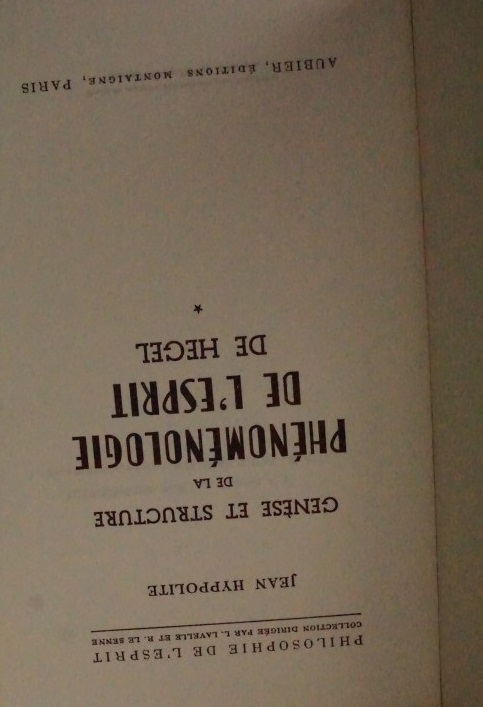 PHILOSOPHIE DE L'ESPRIT
COLLECTION DIRIGÉE PAR L. LAVELLE ET R. LE SENNE
JEAN HYPPOLITE
GENÈSE ET STRUCTURE
DE LA
PHÉNOMÉNOLOGIE
DE L'ESPRIT
DE HEGEL
*
AUBIER, ÉDITIONS MONTAIGNE, PARIS